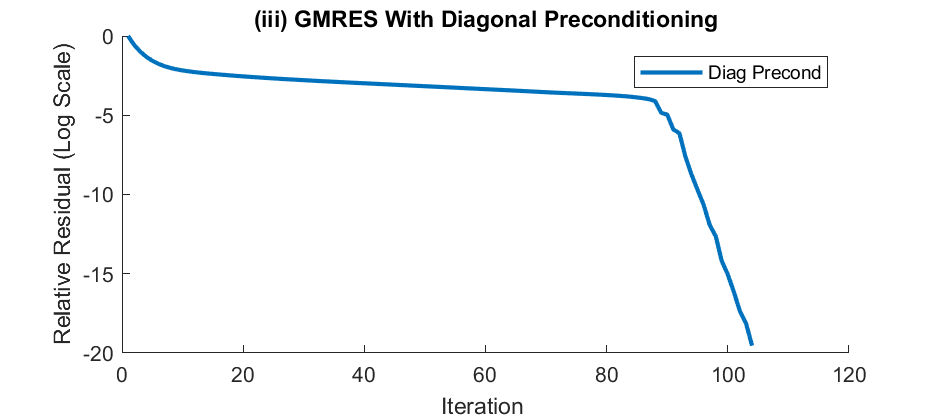 (iii) GMRES With Diagonal Preconditioning
Relative Residual (Log Scale)
0
-5
-10
-15
-20
Diag Precond
0 20 40 60 80 100 120
Iteration